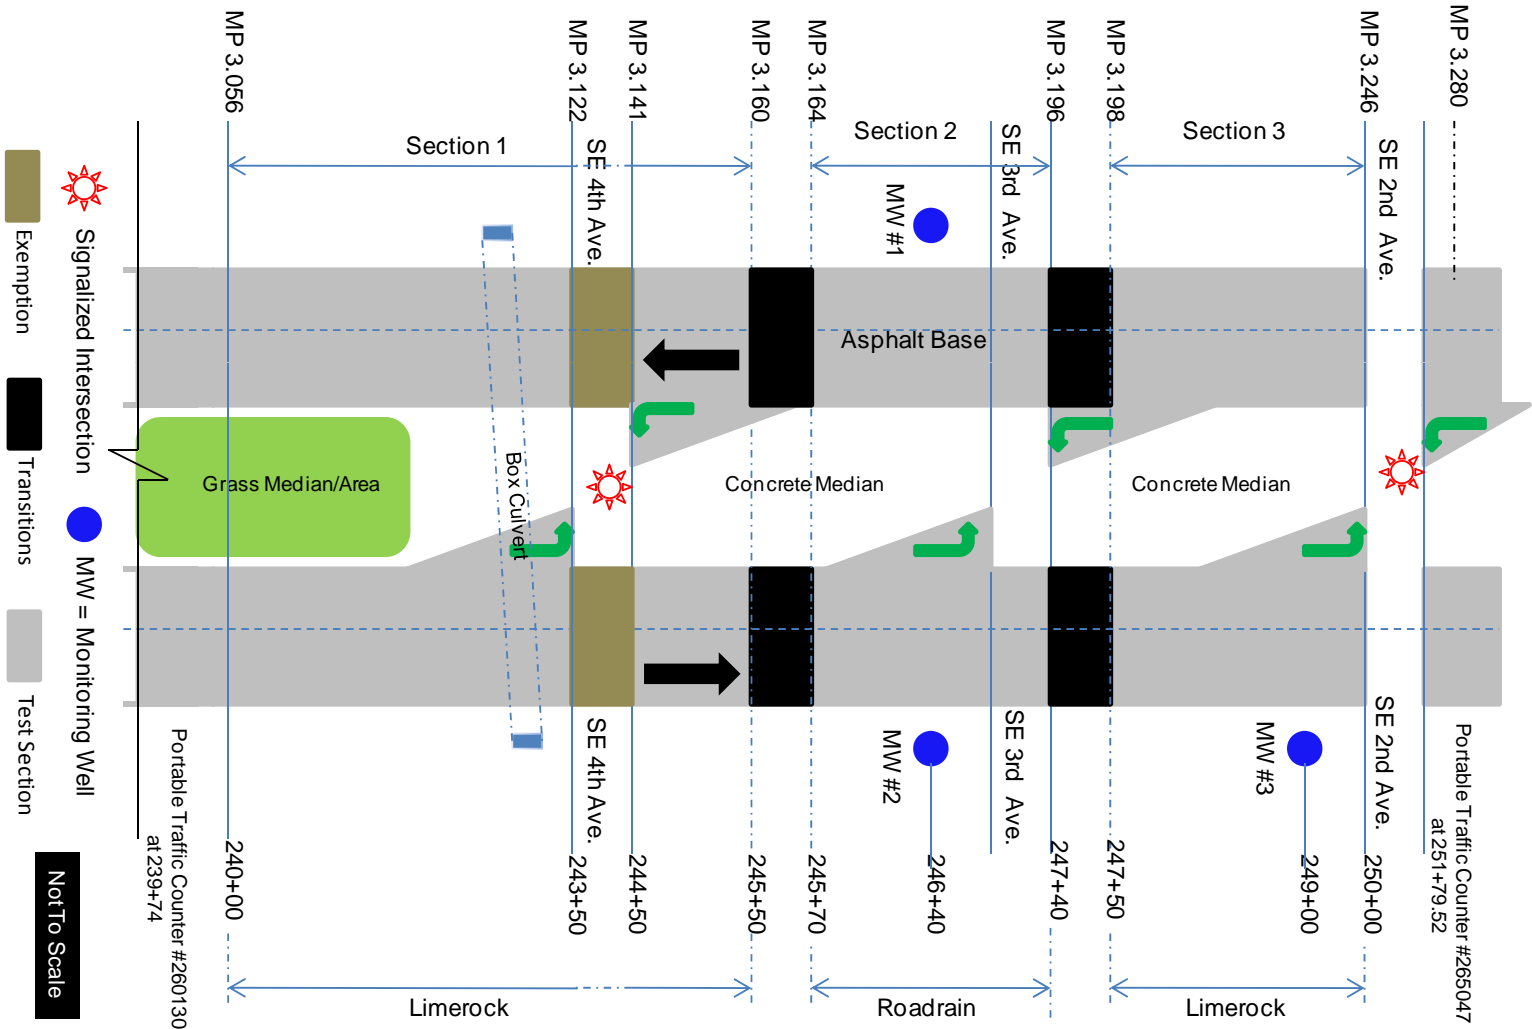 MP 3.056
MP 3.122
MP 3.141
MP 3.160
MP 3.164
MP 3.196
MP 3.198
MP 3.246
MP 3.280
Section 1
Section 2
Section 3
SE 4th Ave.
SE 3rd Ave.
SE 2nd Ave.
MW #1
Asphalt Base
Grass Median/Area
Box Culvert
Concrete Median
Concrete Median
SE 4th Ave.
SE 3rd Ave.
SE 2nd Ave.
MW #2
MW #3
Portable Traffic Counter #260130
at 239+74
240+00
243+50
244+50
245+50
245+70
246+40
247+40
247+50
249+00
250+00
Portable Traffic Counter #265047
at 251+79.52
Limerock
Roadrain
Limerock
Signalized Intersection
MW = Monitoring Well
Exemption
Transitions
Test Section
Not To Scale